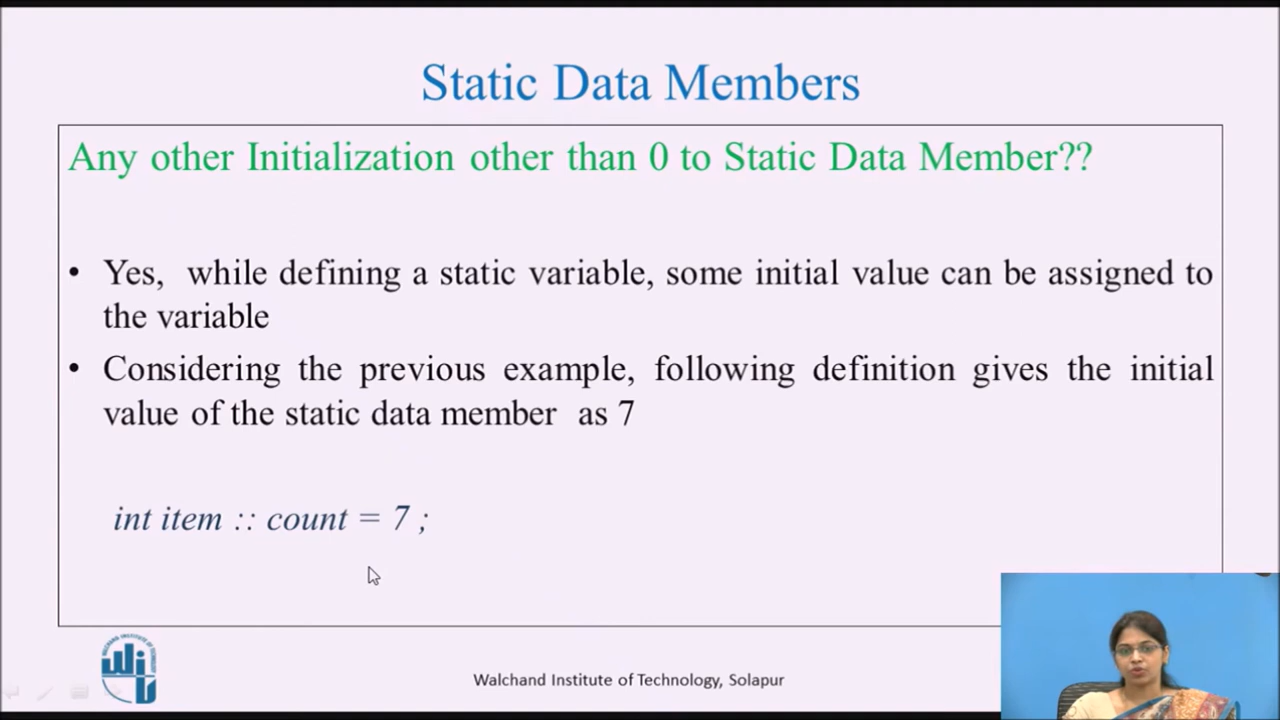 Static Data Members
Any other Initialization other than 0 to Static Data Member??
• Yes, while defining a static variable, some initial value can be assigned to
the variable
• Considering the previous example, following definition gives the initial
value of the static data member as 7
int item :: count = 7 ;
Walchand Institute of Technology, Solapur